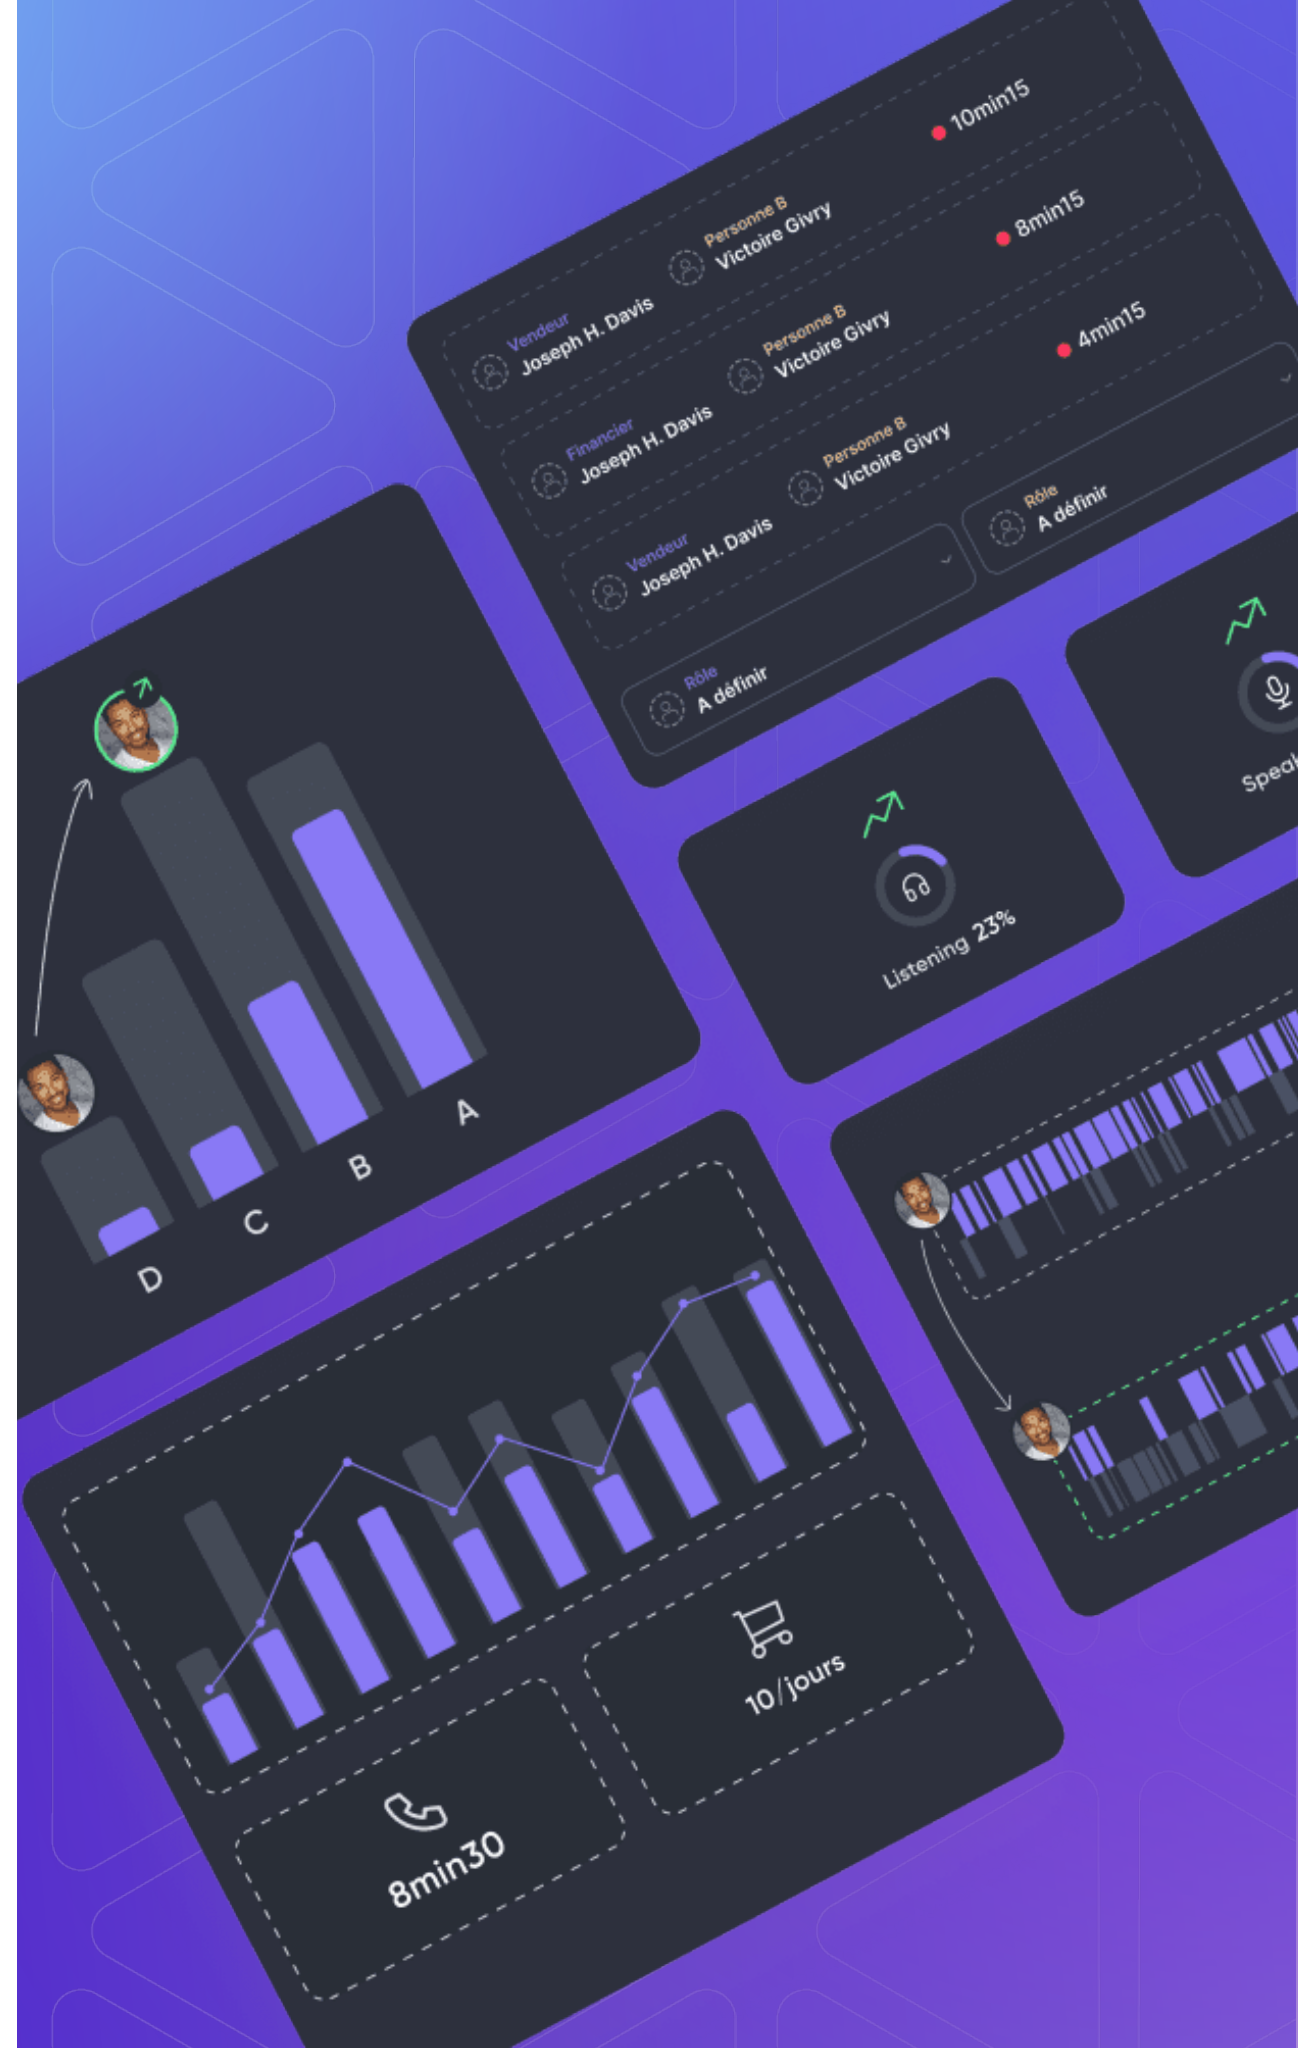 Vendeur
Joseph H. Davis
Personne B
Victoire Givry
10min15
Financier
Joseph H. Davis
Personne B
Victoire Givry
8min15
Vendeur
Joseph H. Davis
Personne B
Victoire Givry
4min15
Rôle
A définir
Rôle
A définir
D
C
B
A
Listening 23%
8min30
10/jours